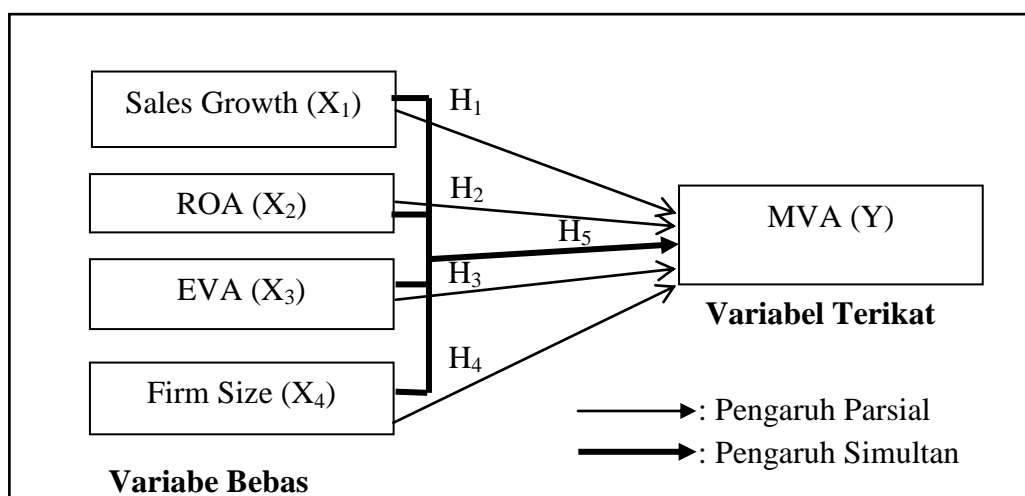 Sales Growth (X₁)
H₁
ROA (X₂)
H₂
MVA (Y)
H₅
EVA (X₃)
H₃
Variabel Terikat
Firm Size (X₄)
H₄
: Pengaruh Parsial
: Pengaruh Simultan
Variabe Bebas